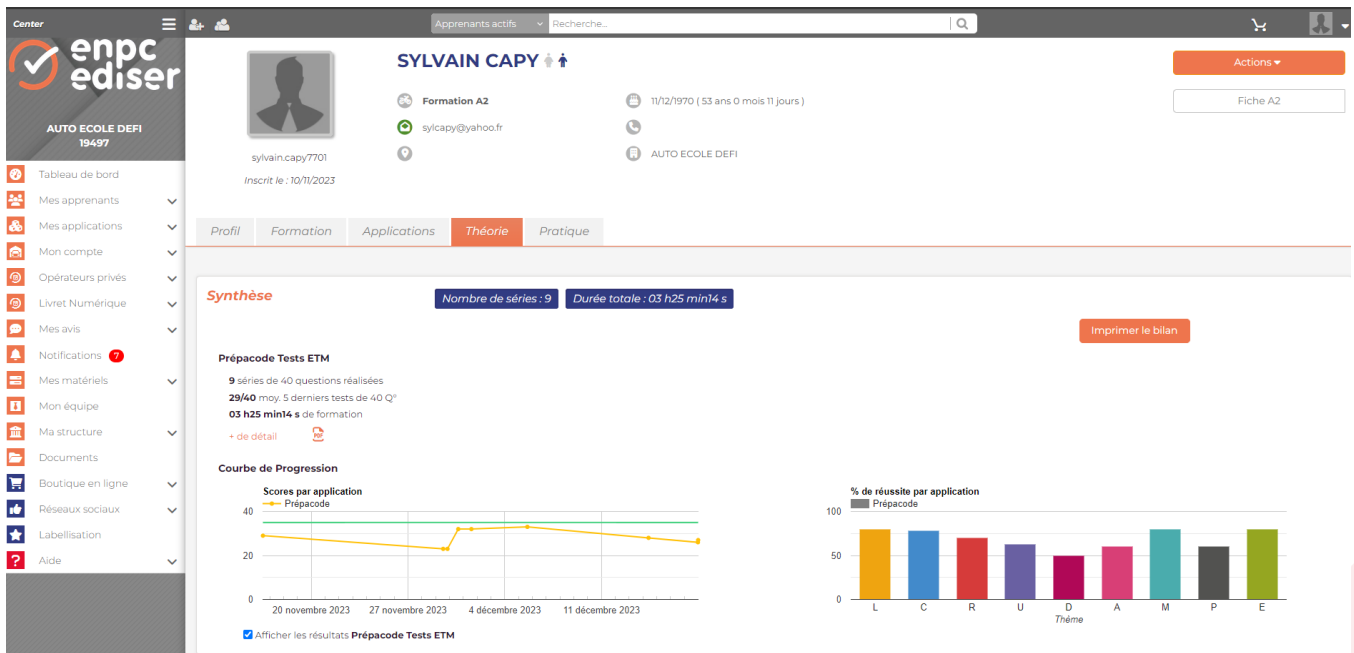 Center
Apprenants actifs
Recherche...
enpc
ediser
AUTO ECOLE DEFI
19497
Tableau de bord
Mes apprenants
Mes applications
Mon compte
Opérateurs privés
Livret Numérique
Mes avis
Notifications 7
Mes matériels
Mon équipe
Ma structure
Documents
Boutique en ligne
Réseaux sociaux
Labellisation
? Aide
SYLVAIN CAPY
Actions
Fiche A2
Formation A2
11/12/1970 ( 53 ans 0 mois 11 jours )
sylcapy@yahoo.fr
AUTO ECOLE DEFI
sylvain.capy7701
Inscrit le : 10/11/2023
Profil Formation Applications Théorie Pratique
Synthèse
Nombre de séries : 9
Durée totale : 03 h25 min14 s
Imprimer le bilan
Prépacode Tests ETM
9 séries de 40 questions réalisées
29/40 moy. 5 derniers tests de 40 Q°
03 h25 min14 s de formation
+ de détail
PDF
Courbe de Progression
Scores par application
Prépacode
40
20
0
20 novembre 2023 27 novembre 2023 4 décembre 2023 11 décembre 2023
Afficher les résultats Prépacode Tests ETM
% de réussite par application
Prépacode
100
50
0
L C R U D A M P E
Thème